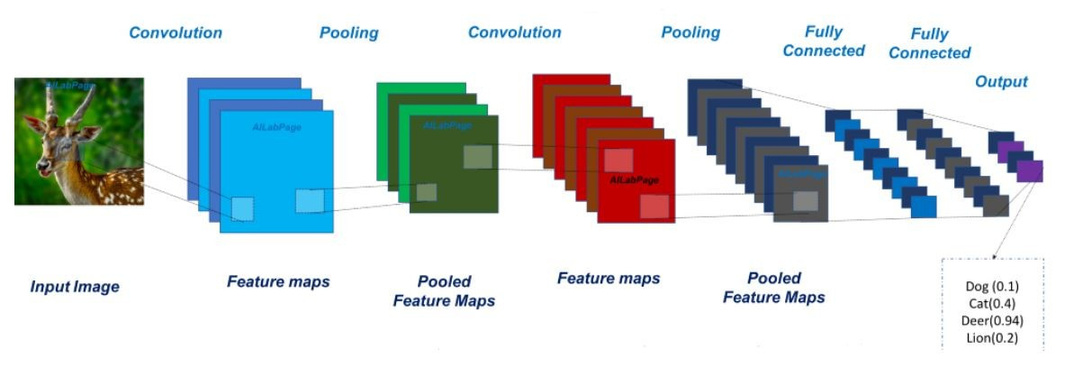 Convolution
Pooling
Convolution
Pooling
Fully
Connected
Fully
Connected
Output
AILabPage
AILabPage
AILabPage
AILabPage
Input Image
Feature maps
Pooled
Feature Maps
Feature maps
Pooled
Feature Maps
Dog (0.1)
Cat(0.4)
Deer(0.94)
Lion(0.2)